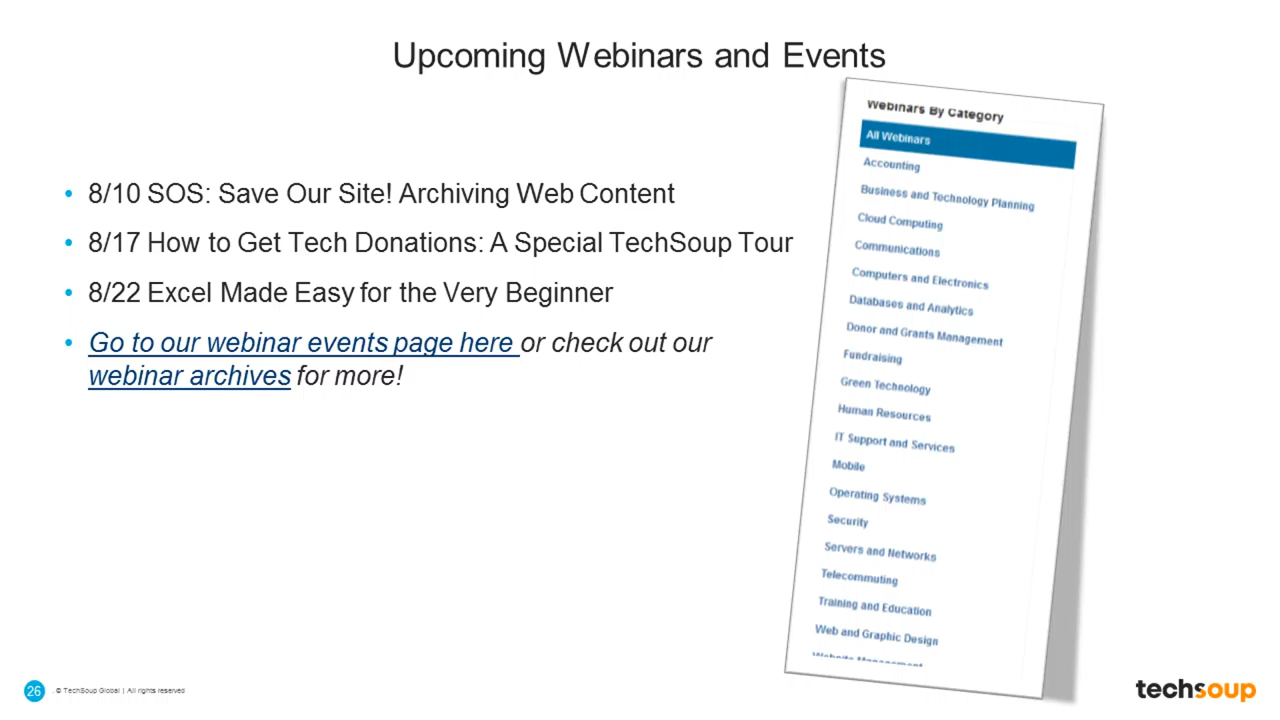 Upcoming Webinars and Events
• 8/10 SOS: Save Our Site! Archiving Web Content
• 8/17 How to Get Tech Donations: A Special TechSoup Tour
• 8/22 Excel Made Easy for the Very Beginner
• Go to our webinar events page here or check out our
webinar archives for more!
Webinars By Category
All Webinars
Accounting
Business and Technology Planning
Cloud Computing
Communications
Computers and Electronics
Databases and Analytics
Donor and Grants Management
Fundraising
Green Technology
Human Resources
IT Support and Services
Mobile
Operating Systems
Security
Servers and Networks
Telecommuting
Training and Education
Web and Graphic Design
Website Management
26 . © TechSoup Global | All rights reserved
techsoup